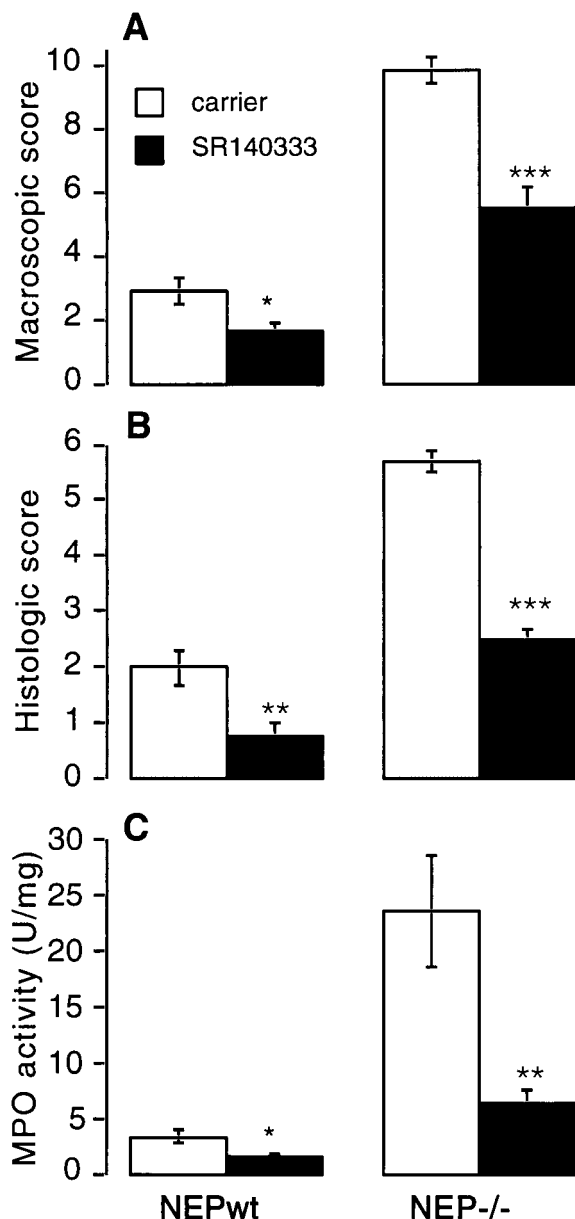 A
Macroscopic score
10
8
6
4
2
0
carrier
SR140333
*
***
B
Histologic score
6
5
4
3
2
1
0
**
***
C
MPO activity (U/mg)
30
25
20
15
10
5
0
*
**
NEPwt
NEP-/-